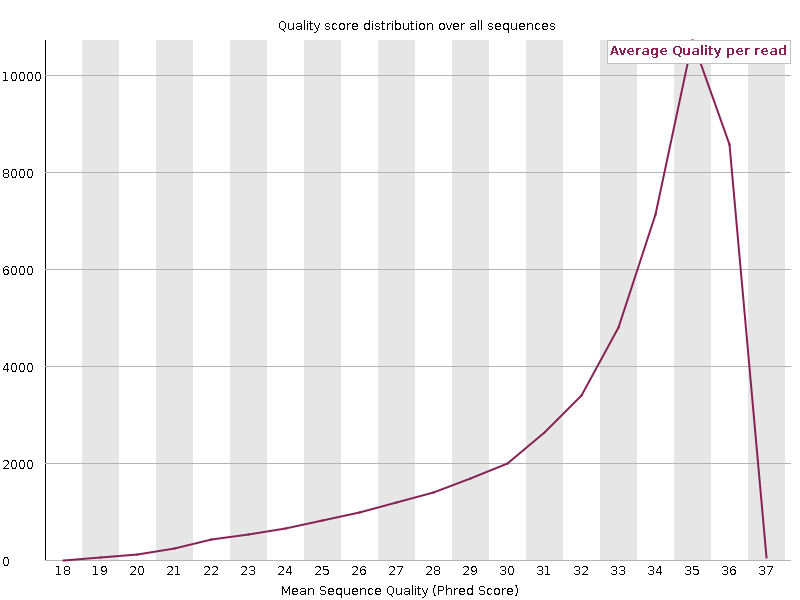 Quality score distribution over all sequences
Average Quality per read
10000
8000
6000
4000
2000
0
18 19 20 21 22 23 24 25 26 27 28 29 30 31 32 33 34 35 36 37
Mean Sequence Quality (Phred Score)